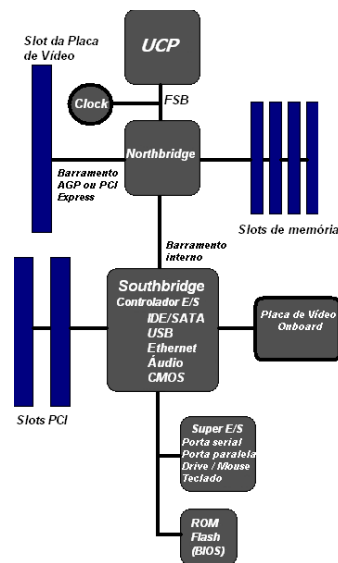 UCP
Slot da Placa
de Vídeo
Clock
FSB
Northbridge
Barramento
AGP ou PCI
Express
Slots de memória
Barramento
interno
Southbridge
Controlador E/S
IDE/SATA
USB
Ethernet
Áudio
CMOS
Placa de Vídeo
Onboard
Slots PCI
Super E/S
Porta serial
Porta paralela
Drive / Mouse
Teclado
ROM
Flash
(BIOS)